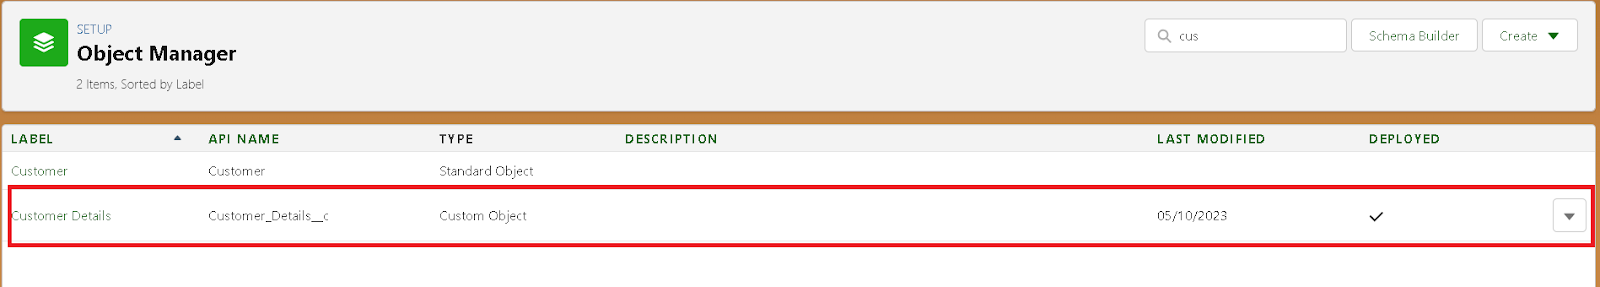 SETUP
Object Manager
2 Items, Sorted by Label
cus
Schema Builder
Create
LABEL API NAME TYPE DESCRIPTION LAST MODIFIED DEPLOYED
Customer Customer Standard Object
Customer Details Customer_Details__c Custom Object 05/10/2023